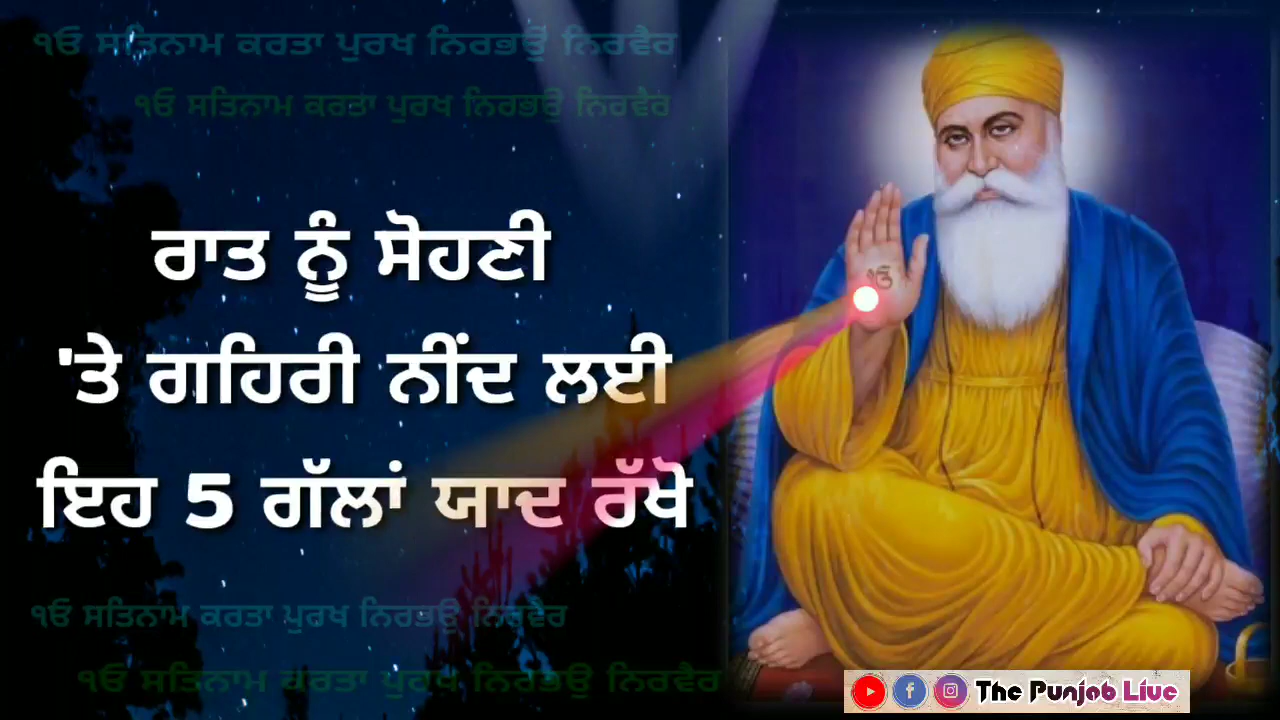 ੧ਓ ਸਤਿਨਾਮ ਕਰਤਾ ਪੁਰਖ ਨਿਰਭਉ ਨਿਰਵੈਰ
੧ਓ ਸਤਿਨਾਮ ਕਰਤਾ ਪੁਰਖ ਨਿਰਭਉ ਨਿਰਵੈਰ
ਰਾਤ ਨੂੰ ਸੋਹਣੀ
'ਤੇ ਗਹਿਰੀ ਨੀਂਦ ਲਈ
ਇਹ 5 ਗੱਲਾਂ ਯਾਦ ਰੱਖੋ
੧ਓ ਸਤਿਨਾਮ ਕਰਤਾ ਪੁਰਖ ਨਿਰਭਉ ਨਿਰਵੈਰ
੧ਓ ਸਤਿਨਾਮ ਕਰਤਾ ਪੁਰਖ ਨਿਰਭਉ ਨਿਰਵੈਰ
ੴ
The Punjab Live